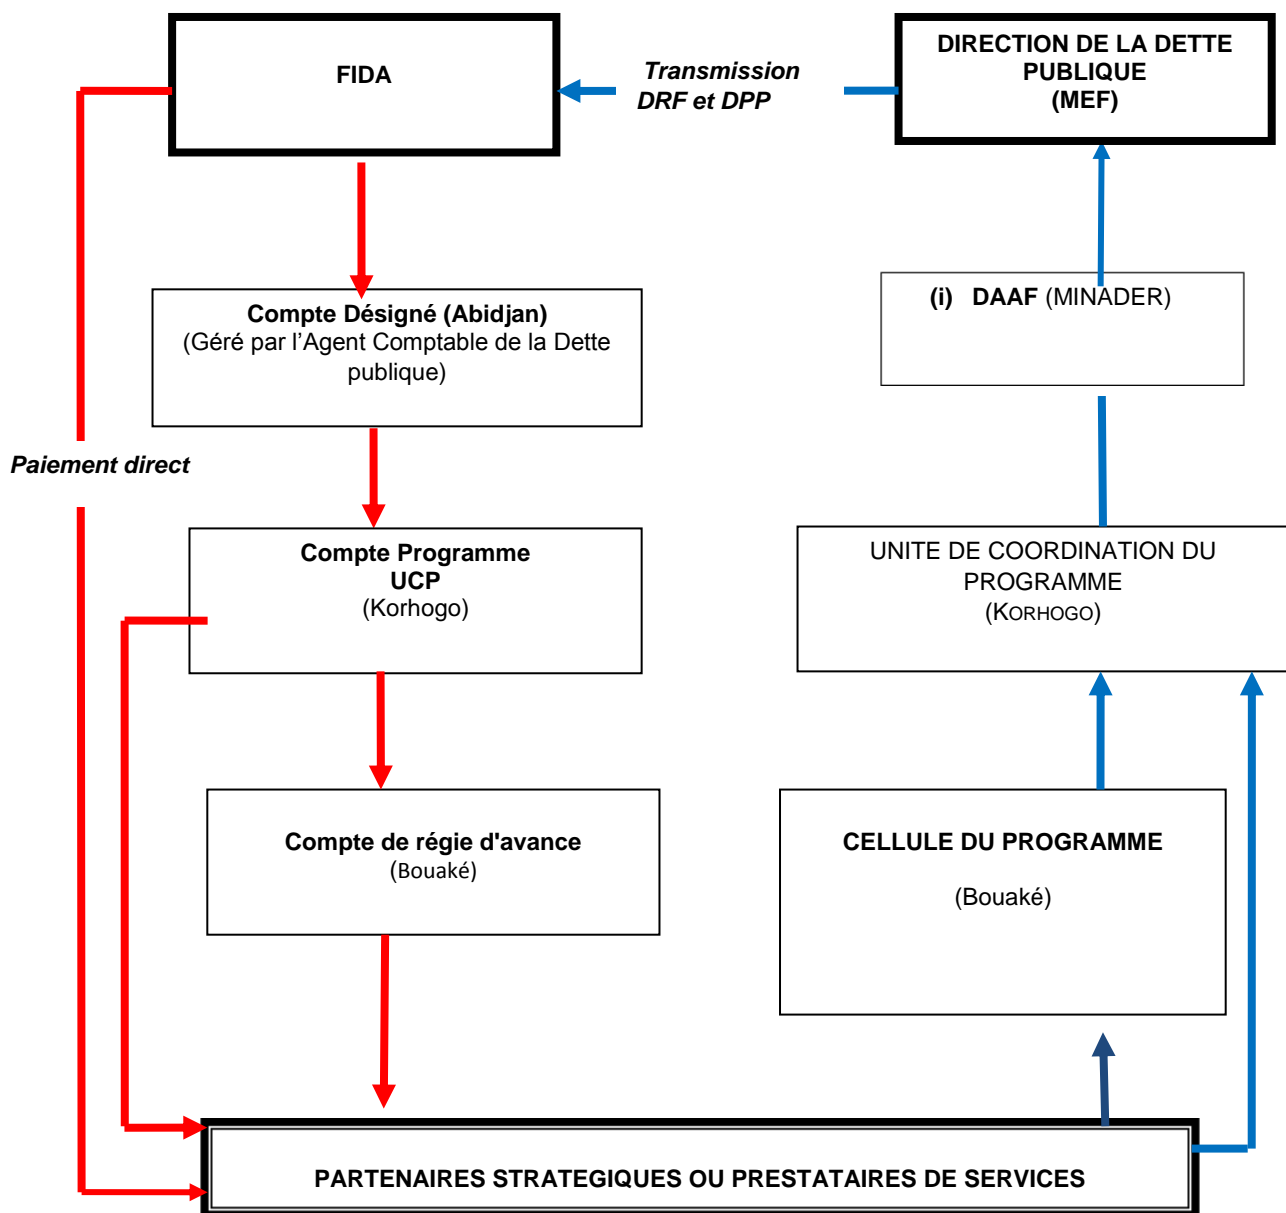 FIDA
Transmission
DRF et DPP
DIRECTION DE LA DETTE
PUBLIQUE
(MEF)
Compte Désigné (Abidjan)
(Géré par l’Agent Comptable de la Dette
publique)
(i) DAAF (MINADER)
Paiement direct
Compte Programme
UCP
(Korhogo)
UNITE DE COORDINATION DU
PROGRAMME
(KORHOGO)
Compte de régie d'avance
(Bouaké)
CELLULE DU PROGRAMME
(Bouaké)
PARTENAIRES STRATEGIQUES OU PRESTATAIRES DE SERVICES